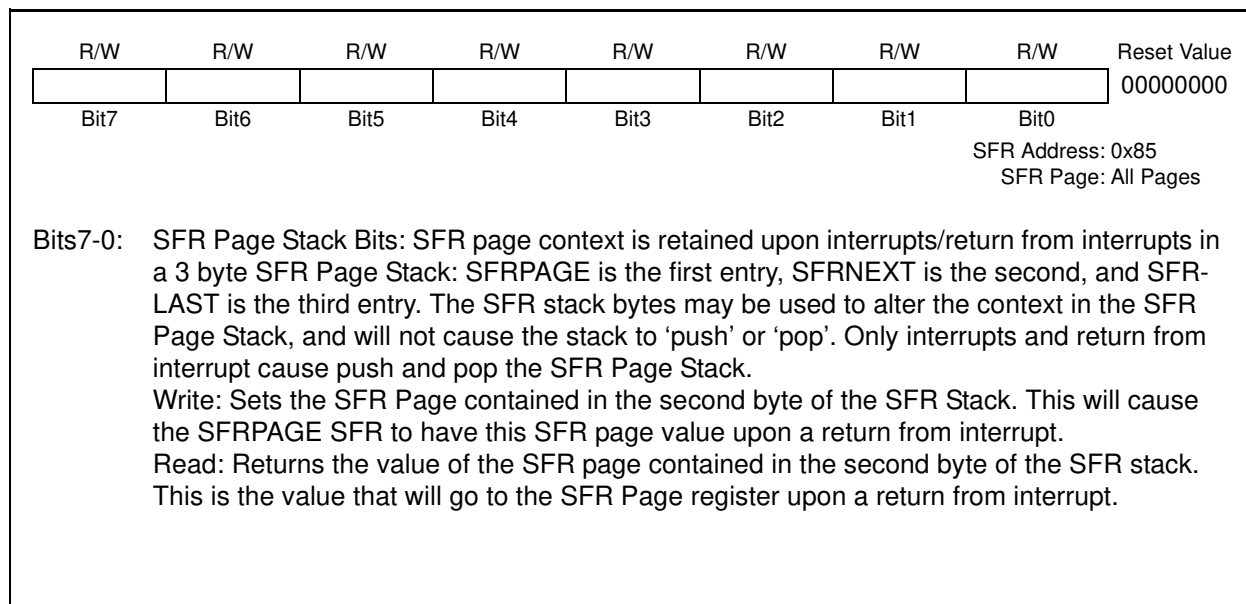 R/W R/W R/W R/W R/W R/W R/W R/W Reset Value
00000000
Bit7 Bit6 Bit5 Bit4 Bit3 Bit2 Bit1 Bit0
SFR Address: 0x85
SFR Page: All Pages
Bits7-0: SFR Page Stack Bits: SFR page context is retained upon interrupts/return from interrupts in
a 3 byte SFR Page Stack: SFRPAGE is the first entry, SFRNEXT is the second, and SFR-
LAST is the third entry. The SFR stack bytes may be used to alter the context in the SFR
Page Stack, and will not cause the stack to ‘push’ or ‘pop’. Only interrupts and return from
interrupt cause push and pop the SFR Page Stack.
Write: Sets the SFR Page contained in the second byte of the SFR Stack. This will cause
the SFRPAGE SFR to have this SFR page value upon a return from interrupt.
Read: Returns the value of the SFR page contained in the second byte of the SFR stack.
This is the value that will go to the SFR Page register upon a return from interrupt.